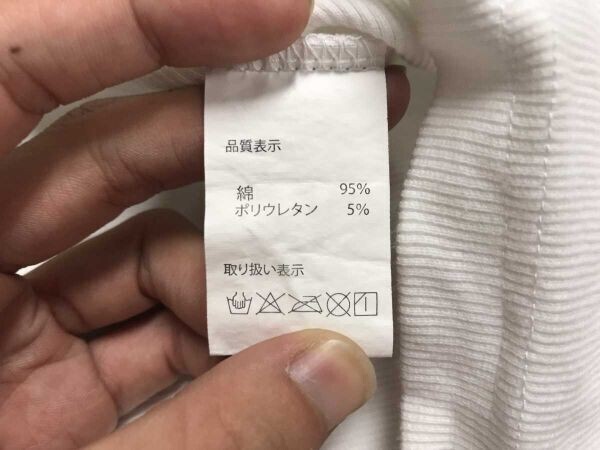 品質表示
綿 95%
ポリウレタン 5%
取り扱い表示